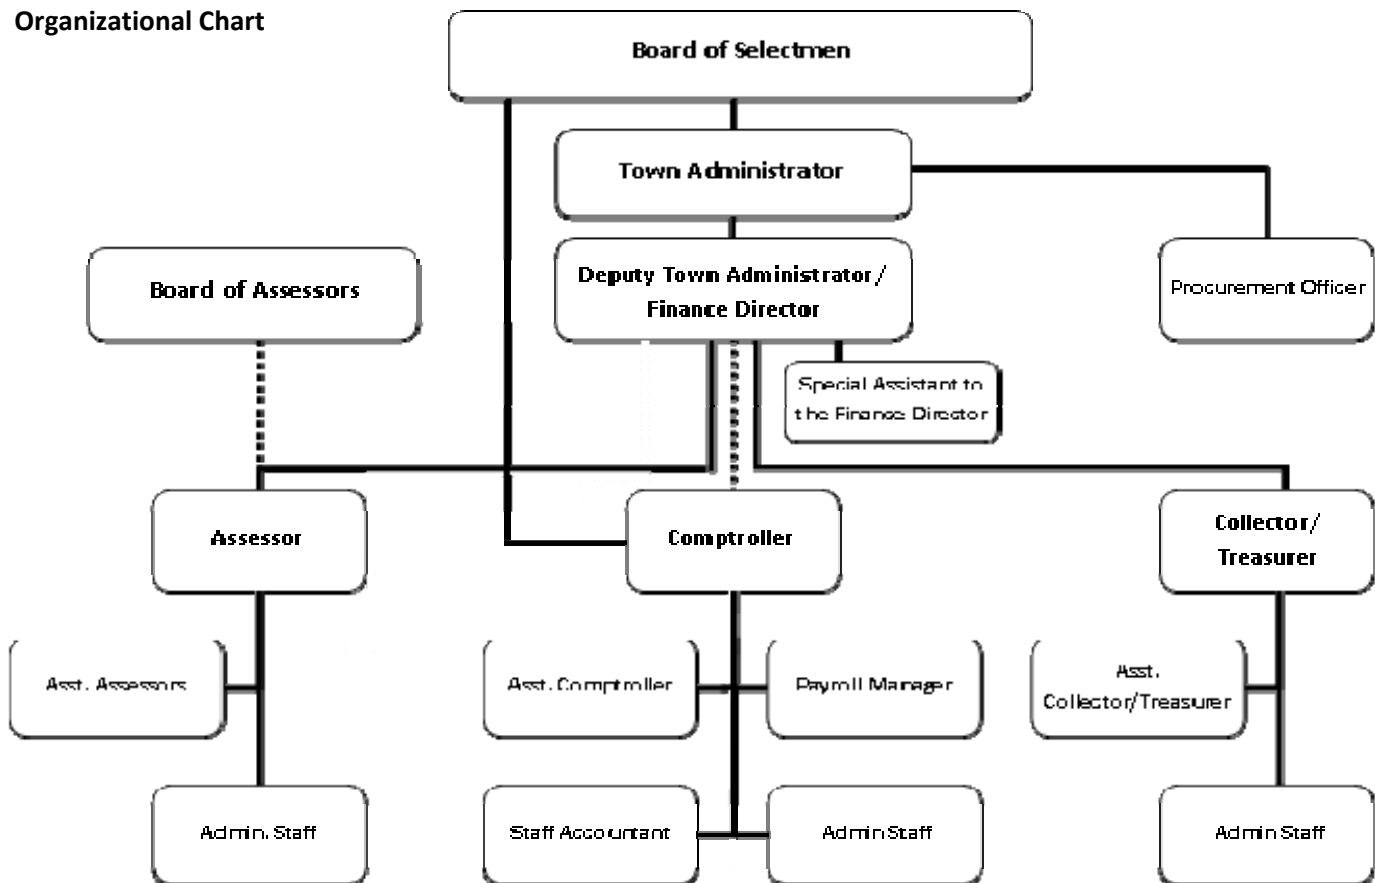 Organizational Chart
Board of Selectmen
Town Administrator
Board of Assessors
Deputy Town Administrator/
Finance Director
Procurement Officer
Special Assistant to
the Finance Director
Assessor
Comptroller
Collector/
Treasurer
Asst. Assessors
Asst. Comptroller
Payroll Manager
Asst.
Collector/Treasurer
Admin. Staff
Staff Accountant
Admin Staff
Admin Staff